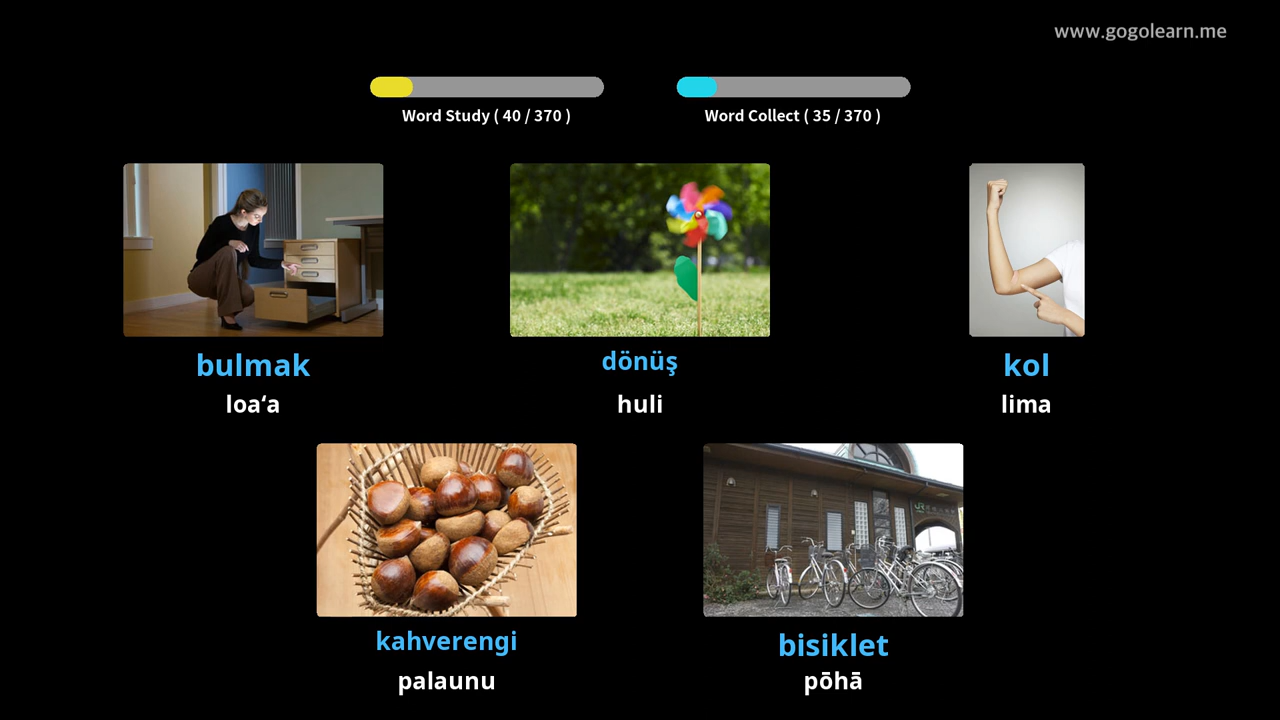 www.gogolearn.me
Word Study ( 40 / 370 )
Word Collect ( 35 / 370 )
bulmak
loaʻa
dönüş
huli
kol
lima
kahverengi
palaunu
bisiklet
pōhā